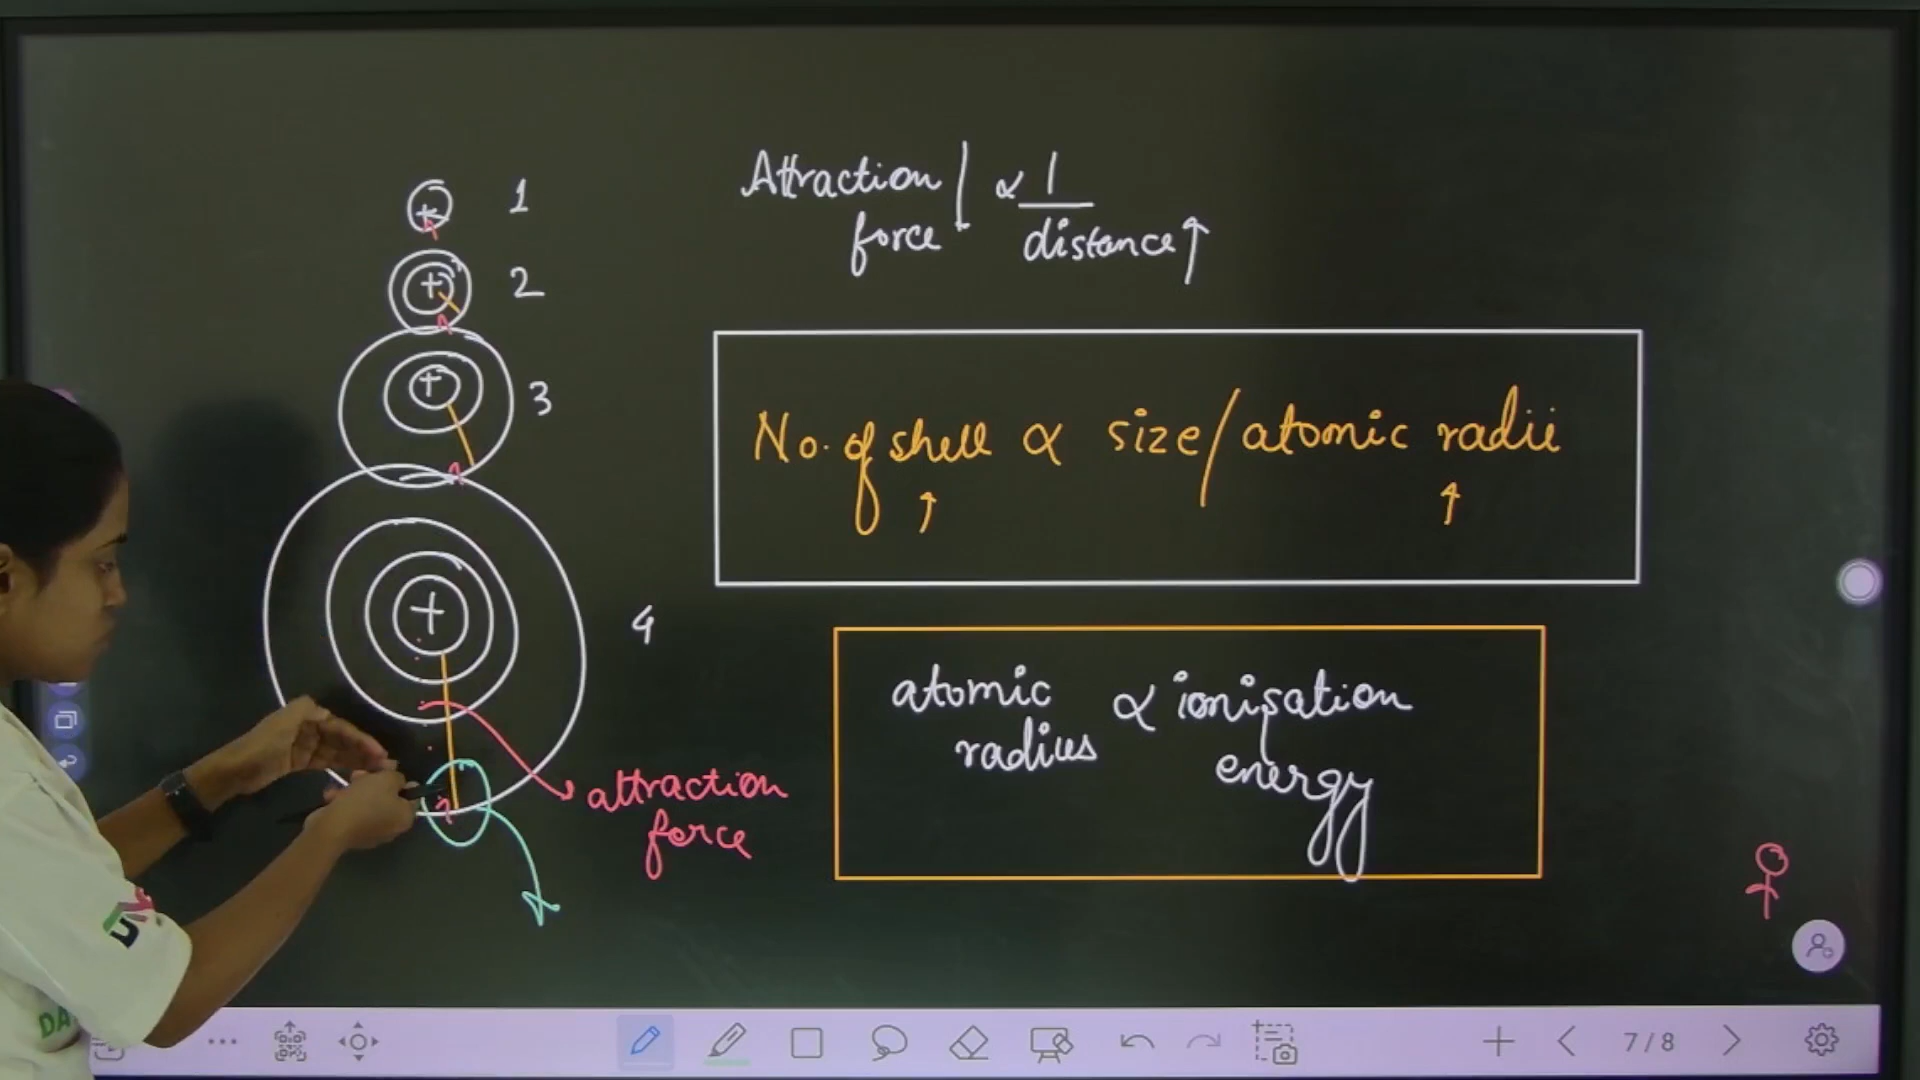 1
2
3
4
+
+
+
Attraction force ∝ 1
distance ↑
No. of shell ∝ size/atomic radii
↑ ↑
atomic radius ∝ ionisation energy
attraction force
DA
7 / 8